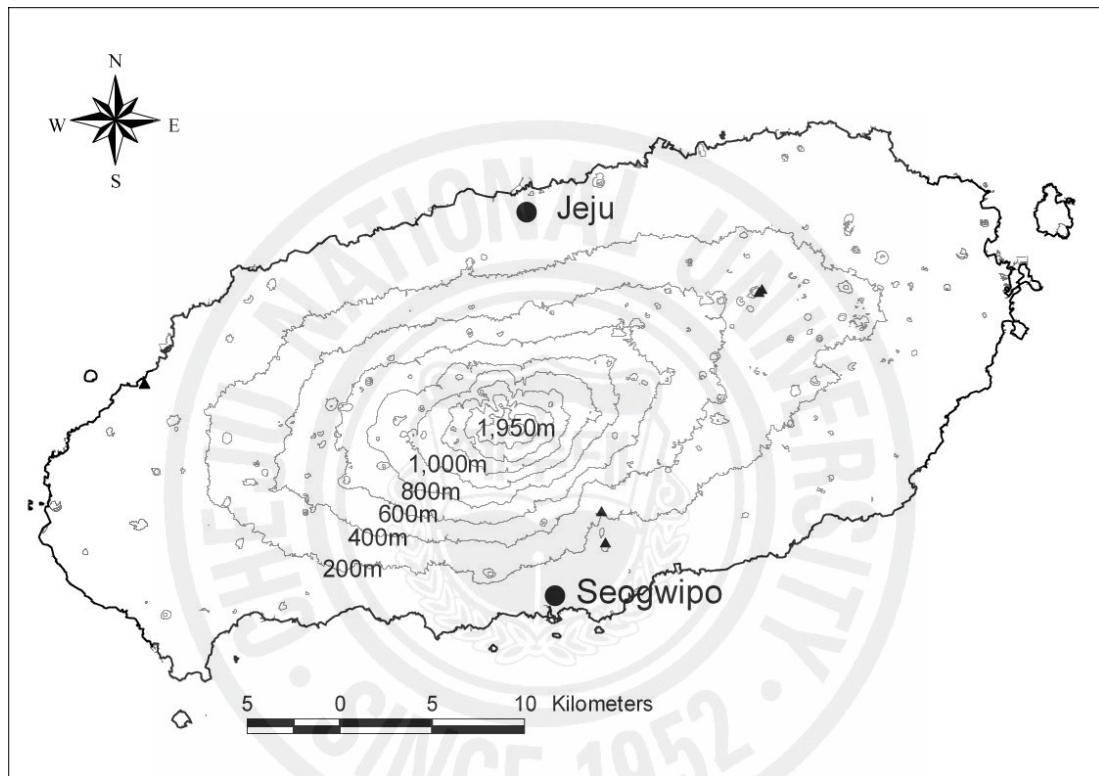 N
W E
S
Jeju
1,950m
1,000m
800m
600m
400m
200m
Seogwipo
5 0 5 10 Kilometers
CHEJU NATIONAL UNIVERSITY
SINCE 1952